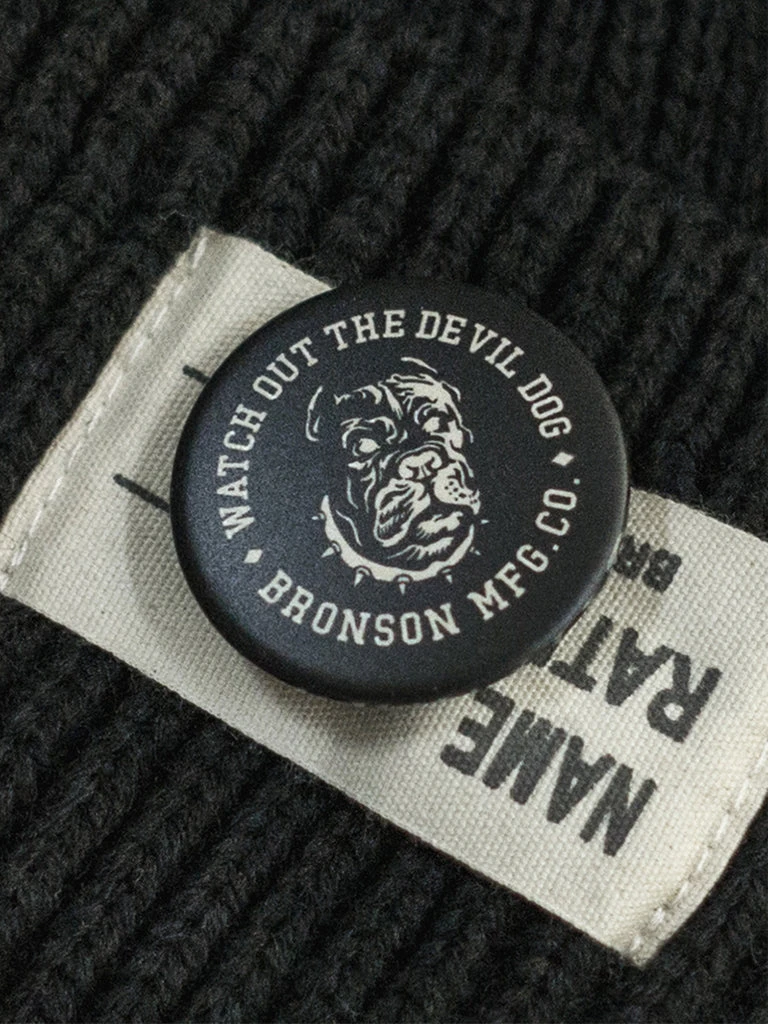 WATCH OUT THE DEVIL DOG
BRONSON MFG.CO.
NAME